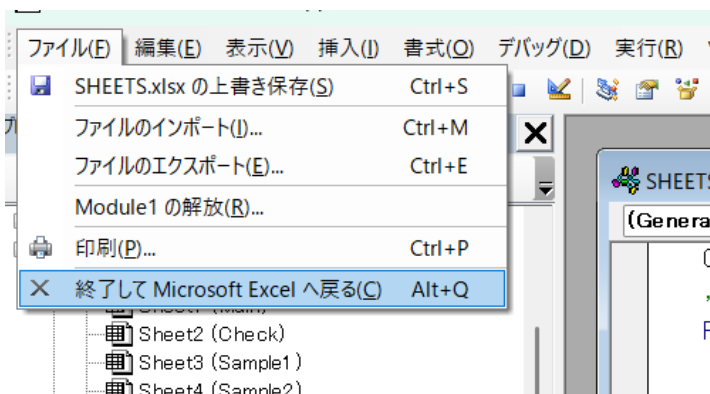 ファイル(F) 編集(E) 表示(V) 挿入(I) 書式(O) デバッグ(D) 実行(R)
SHEETS.xlsx の上書き保存(S) Ctrl+S
ファイルのインポート(I)... Ctrl+M
ファイルのエクスポート(E)... Ctrl+E
SHEETS
Module1 の解放(R)...
(Genera
印刷(P)... Ctrl+P
終了して Microsoft Excel へ戻る(C) Alt+Q
Sheet2 (Check)
Sheet3 (Sample1)
Sheet4 (Sample2)